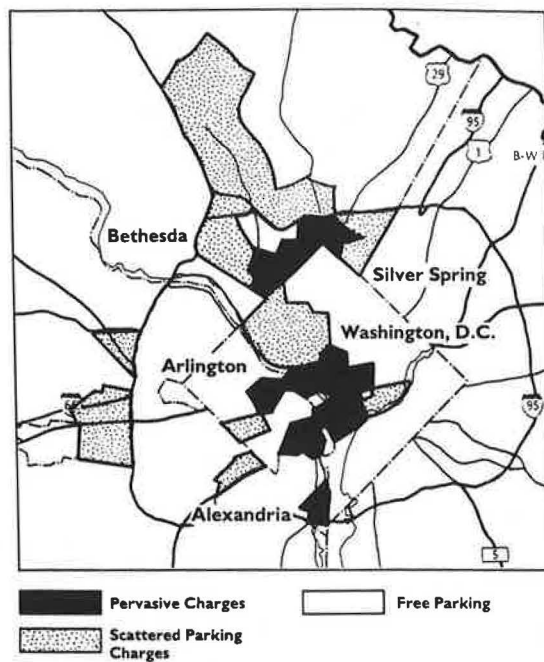 29
95
1
B-W
Bethesda
Silver Spring
Washington, D.C.
Arlington
66
95
Alexandria
5
Pervasive Charges
Free Parking
Scattered Parking
Charges